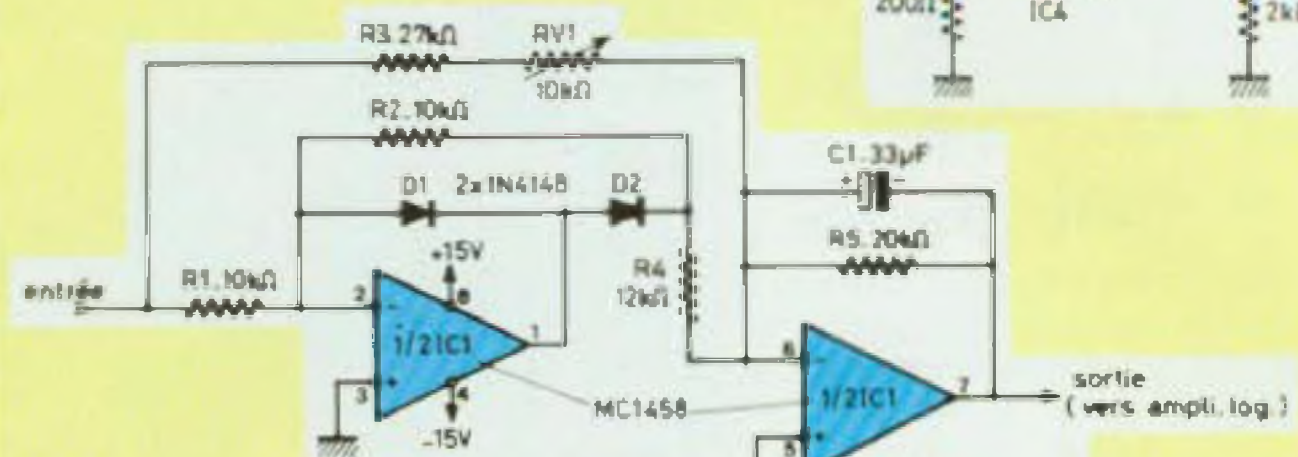 200Ω
IC4
R3.27kΩ
RV1
10kΩ
R2.10kΩ
C1.33µF
+
-
D1
2x1N4148
D2
R5.20kΩ
+15V
R4
12kΩ
entrée
R1.10kΩ
2
-
8
1/2IC1
1
3
+
4
-15V
MC1458
6
-
1/2IC1
7
5
+
sortie
(vers ampli.log.)